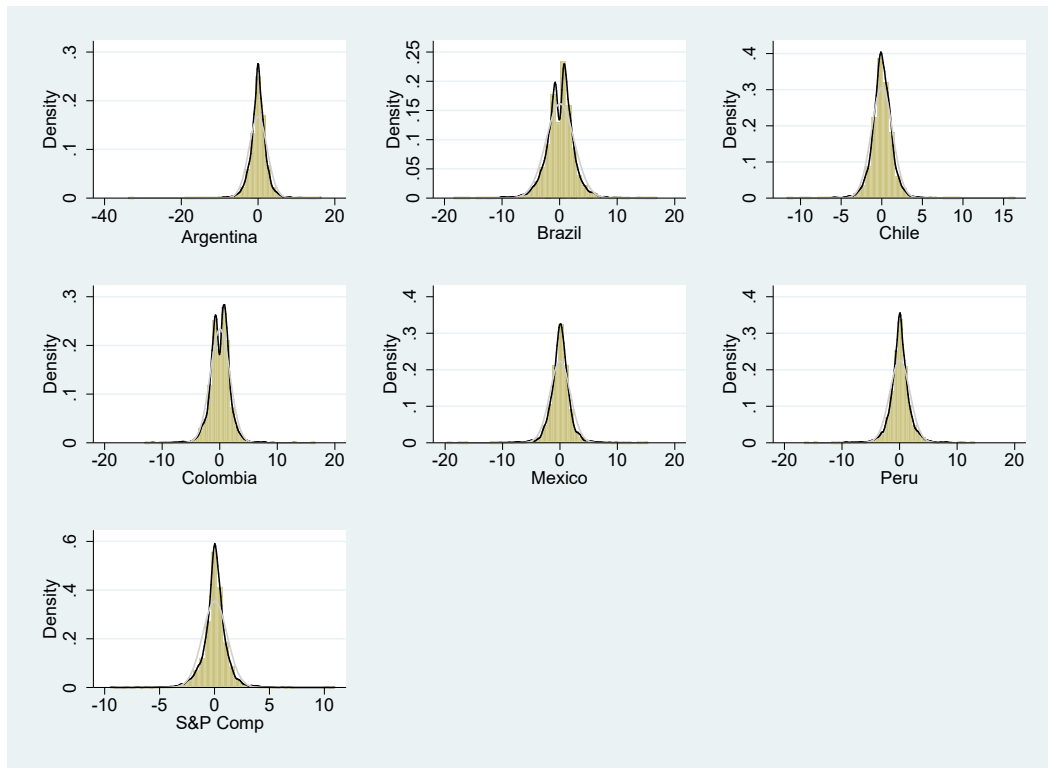 Density
0 .1 .2 .3
-40 -20 0 20
Argentina
Density
0 .05 .1 .15 .2 .25
-20 -10 0 10 20
Brazil
Density
0 .1 .2 .3 .4
-10 -5 0 5 10 15
Chile
Density
0 .1 .2 .3
-20 -10 0 10 20
Colombia
Density
0 .1 .2 .3 .4
-20 -10 0 10 20
Mexico
Density
0 .1 .2 .3 .4
-20 -10 0 10 20
Peru
Density
0 .2 .4 .6
-10 -5 0 5 10
S&P Comp